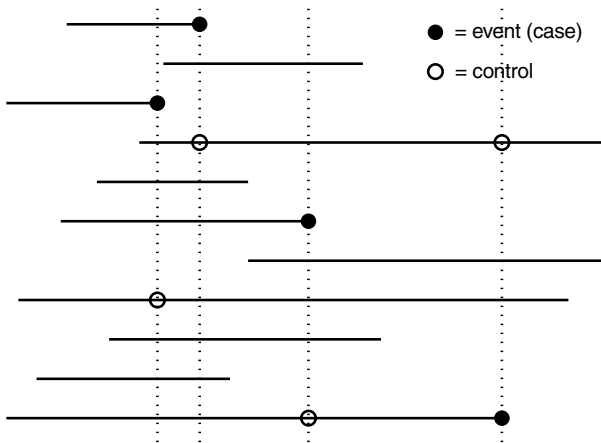 = event (case)
= control